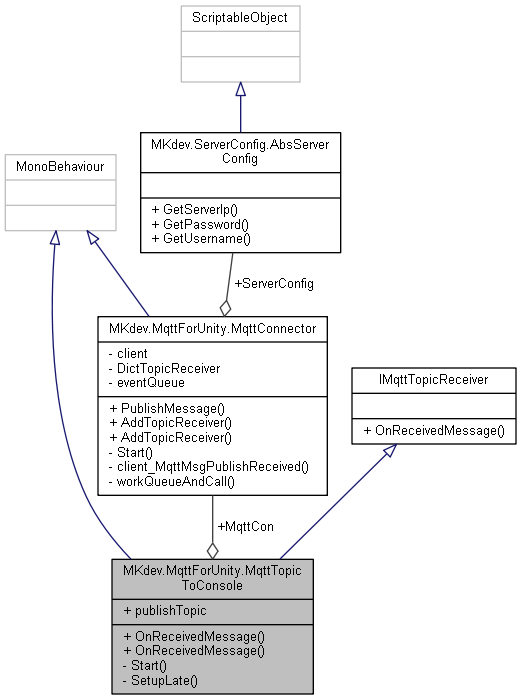 ScriptableObject
MKdev.ServerConfig.AbsServer
Config
+ GetServerIp()
+ GetPassword()
+ GetUsername()
MonoBehaviour
+ServerConfig
MKdev.MqttForUnity.MqttConnector
- client
- DictTopicReceiver
- eventQueue
+ PublishMessage()
+ AddTopicReceiver()
+ AddTopicReceiver()
- Start()
- client_MqttMsgPublishReceived()
- workQueueAndCall()
IMqttTopicReceiver
+ OnReceivedMessage()
+MqttCon
MKdev.MqttForUnity.MqttTopic
ToConsole
+ publishTopic
+ OnReceivedMessage()
+ OnReceivedMessage()
- Start()
- SetupLate()